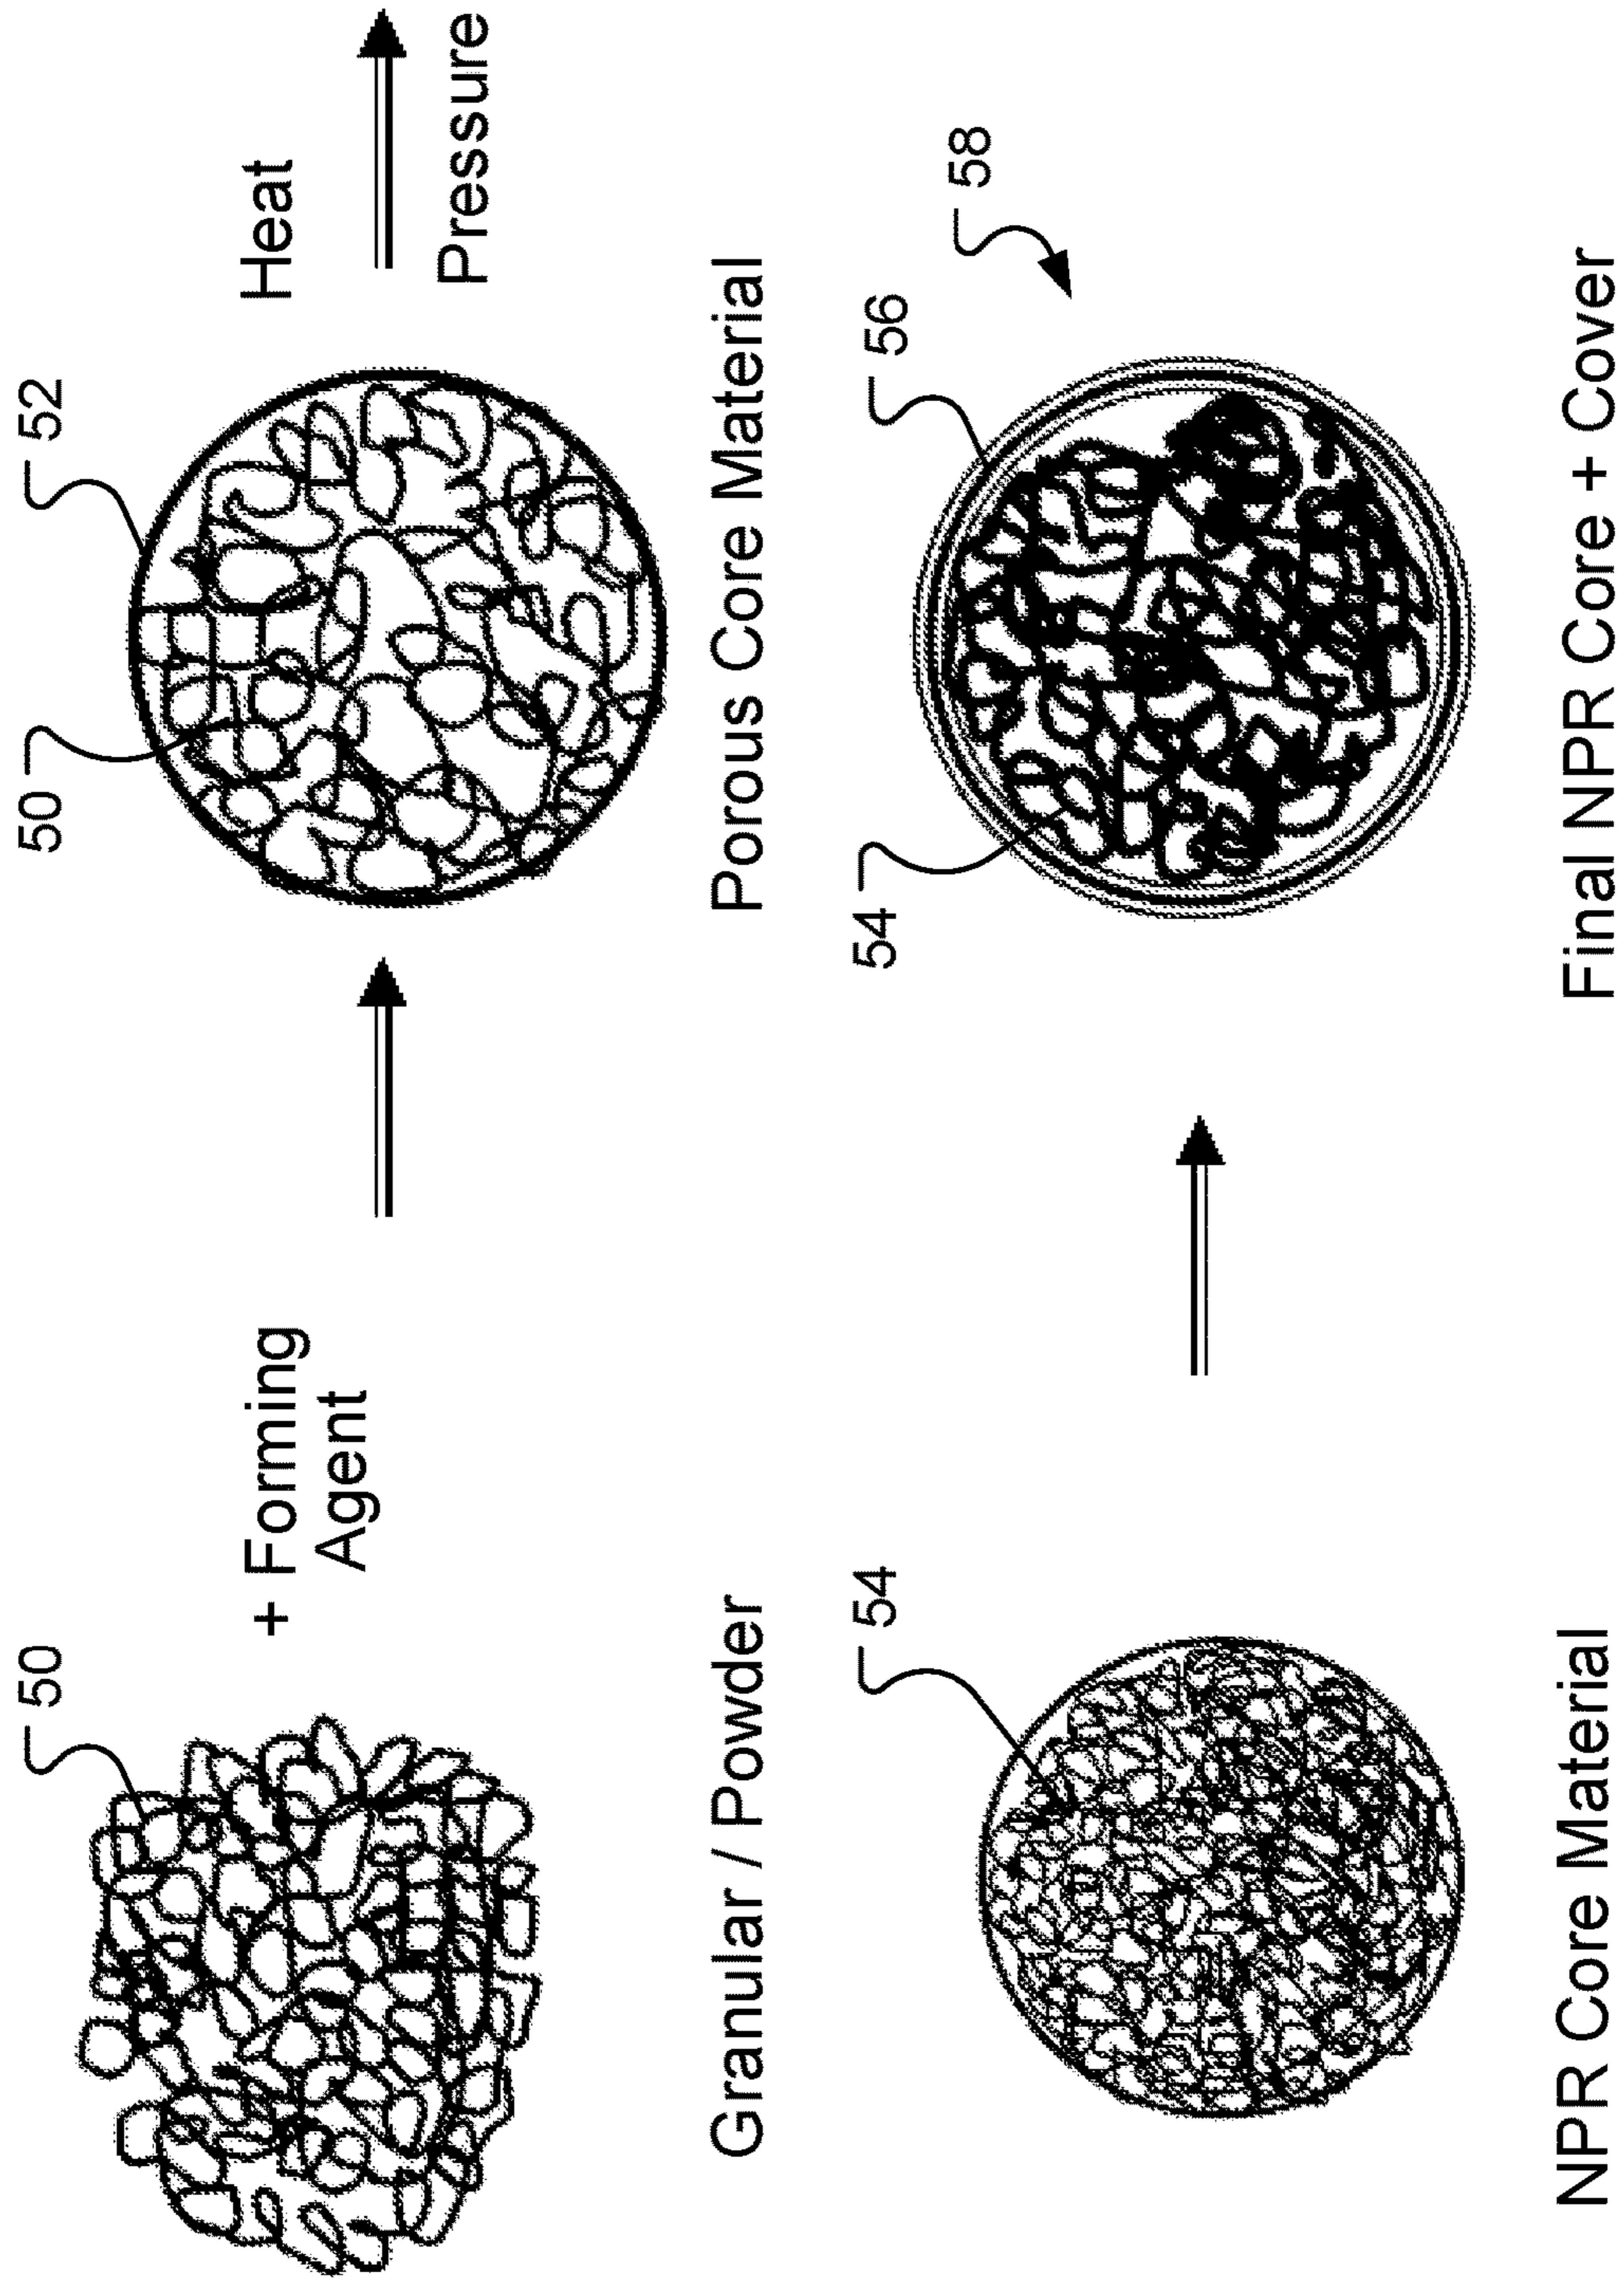 50
+ Forming
Agent
50
52
Heat
Pressure
Granular / Powder
Porous Core Material
54
54
56
58
NPR Core Material
Final NPR Core + Cover